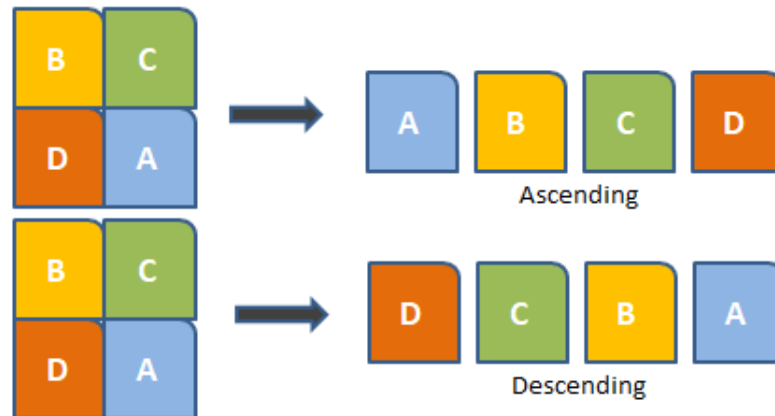 B C
D A
A B C D
Ascending
B C
D A
D C B A
Descending